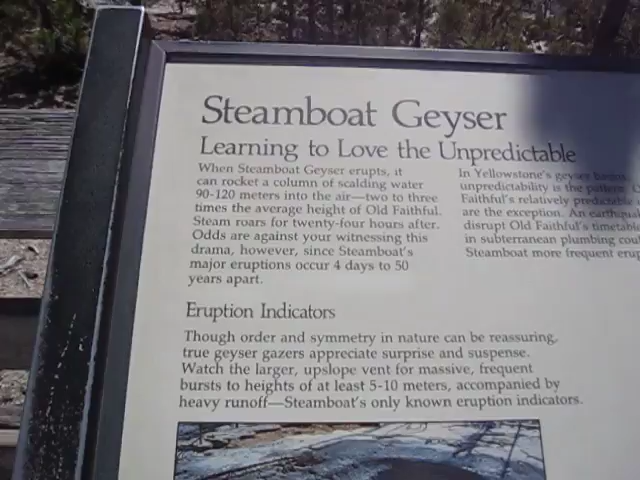 Steamboat Geyser
Learning to Love the Unpredictable
When Steamboat Geyser erupts, it
can rocket a column of scalding water
90-120 meters into the air—two to three
times the average height of Old Faithful.
Steam roars for twenty-four hours after.
Odds are against your witnessing this
drama, however, since Steamboat's
major eruptions occur 4 days to 50
years apart.
In Yellowstone's geyser basins,
unpredictability is the pattern
Faithful's relatively predictable
are the exception. An earthquake
disrupt Old Faithful's timetable
in subterranean plumbing
Steamboat more frequent
Eruption Indicators
Though order and symmetry in nature can be reassuring,
true geyser gazers appreciate surprise and suspense.
Watch the larger, upslope vent for massive, frequent
bursts to heights of at least 5-10 meters, accompanied by
heavy runoff—Steamboat's only known eruption indicators.